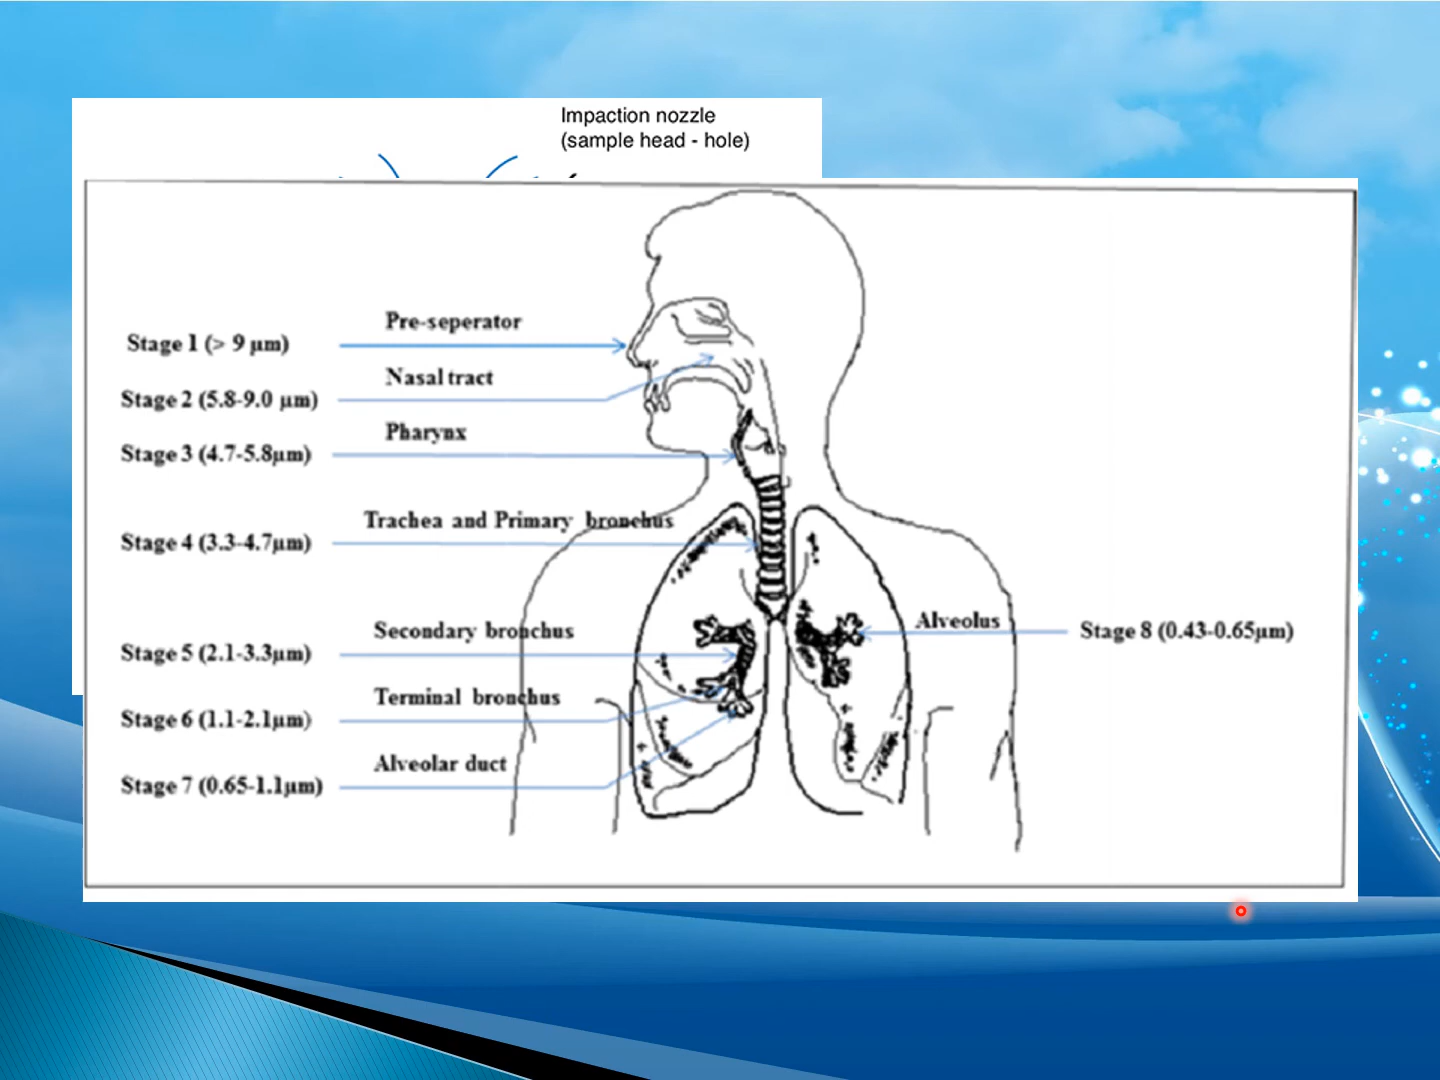 Impaction nozzle
(sample head - hole)
Pre-seperator
Stage 1 (> 9 μm)
Nasal tract
Stage 2 (5.8-9.0 μm)
Pharynx
Stage 3 (4.7-5.8μm)
Trachea and Primary bronchus
Stage 4 (3.3-4.7μm)
Secondary bronchus
Stage 5 (2.1-3.3μm)
Alveolus
Stage 8 (0.43-0.65μm)
Terminal bronchus
Stage 6 (1.1-2.1μm)
Alveolar duct
Stage 7 (0.65-1.1μm)